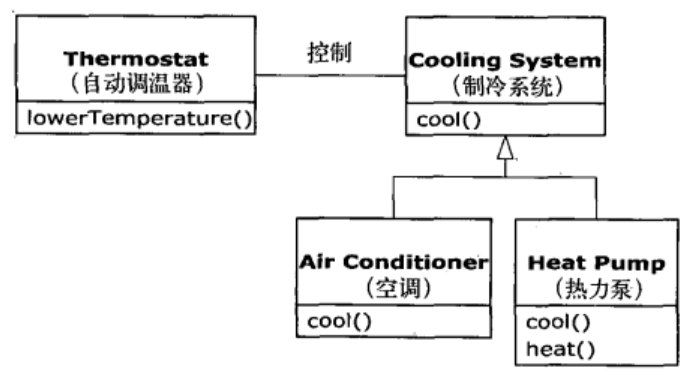 Thermostat
（自动调温器）
lowerTemperature()
控制
Cooling System
（制冷系统）
cool()
Air Conditioner
（空调）
cool()
Heat Pump
（热力泵）
cool()
heat()